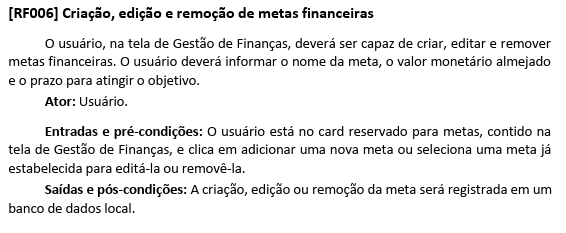 [RF006] Criação, edição e remoção de metas financeiras
O usuário, na tela de Gestão de Finanças, deverá ser capaz de criar, editar e remover
metas financeiras. O usuário deverá informar o nome da meta, o valor monetário almejado
e o prazo para atingir o objetivo.
Ator: Usuário.
Entradas e pré-condições: O usuário está no card reservado para metas, contido na
tela de Gestão de Finanças, e clica em adicionar uma nova meta ou seleciona uma meta já
estabelecida para editá-la ou removê-la.
Saídas e pós-condições: A criação, edição ou remoção da meta será registrada em um
banco de dados local.